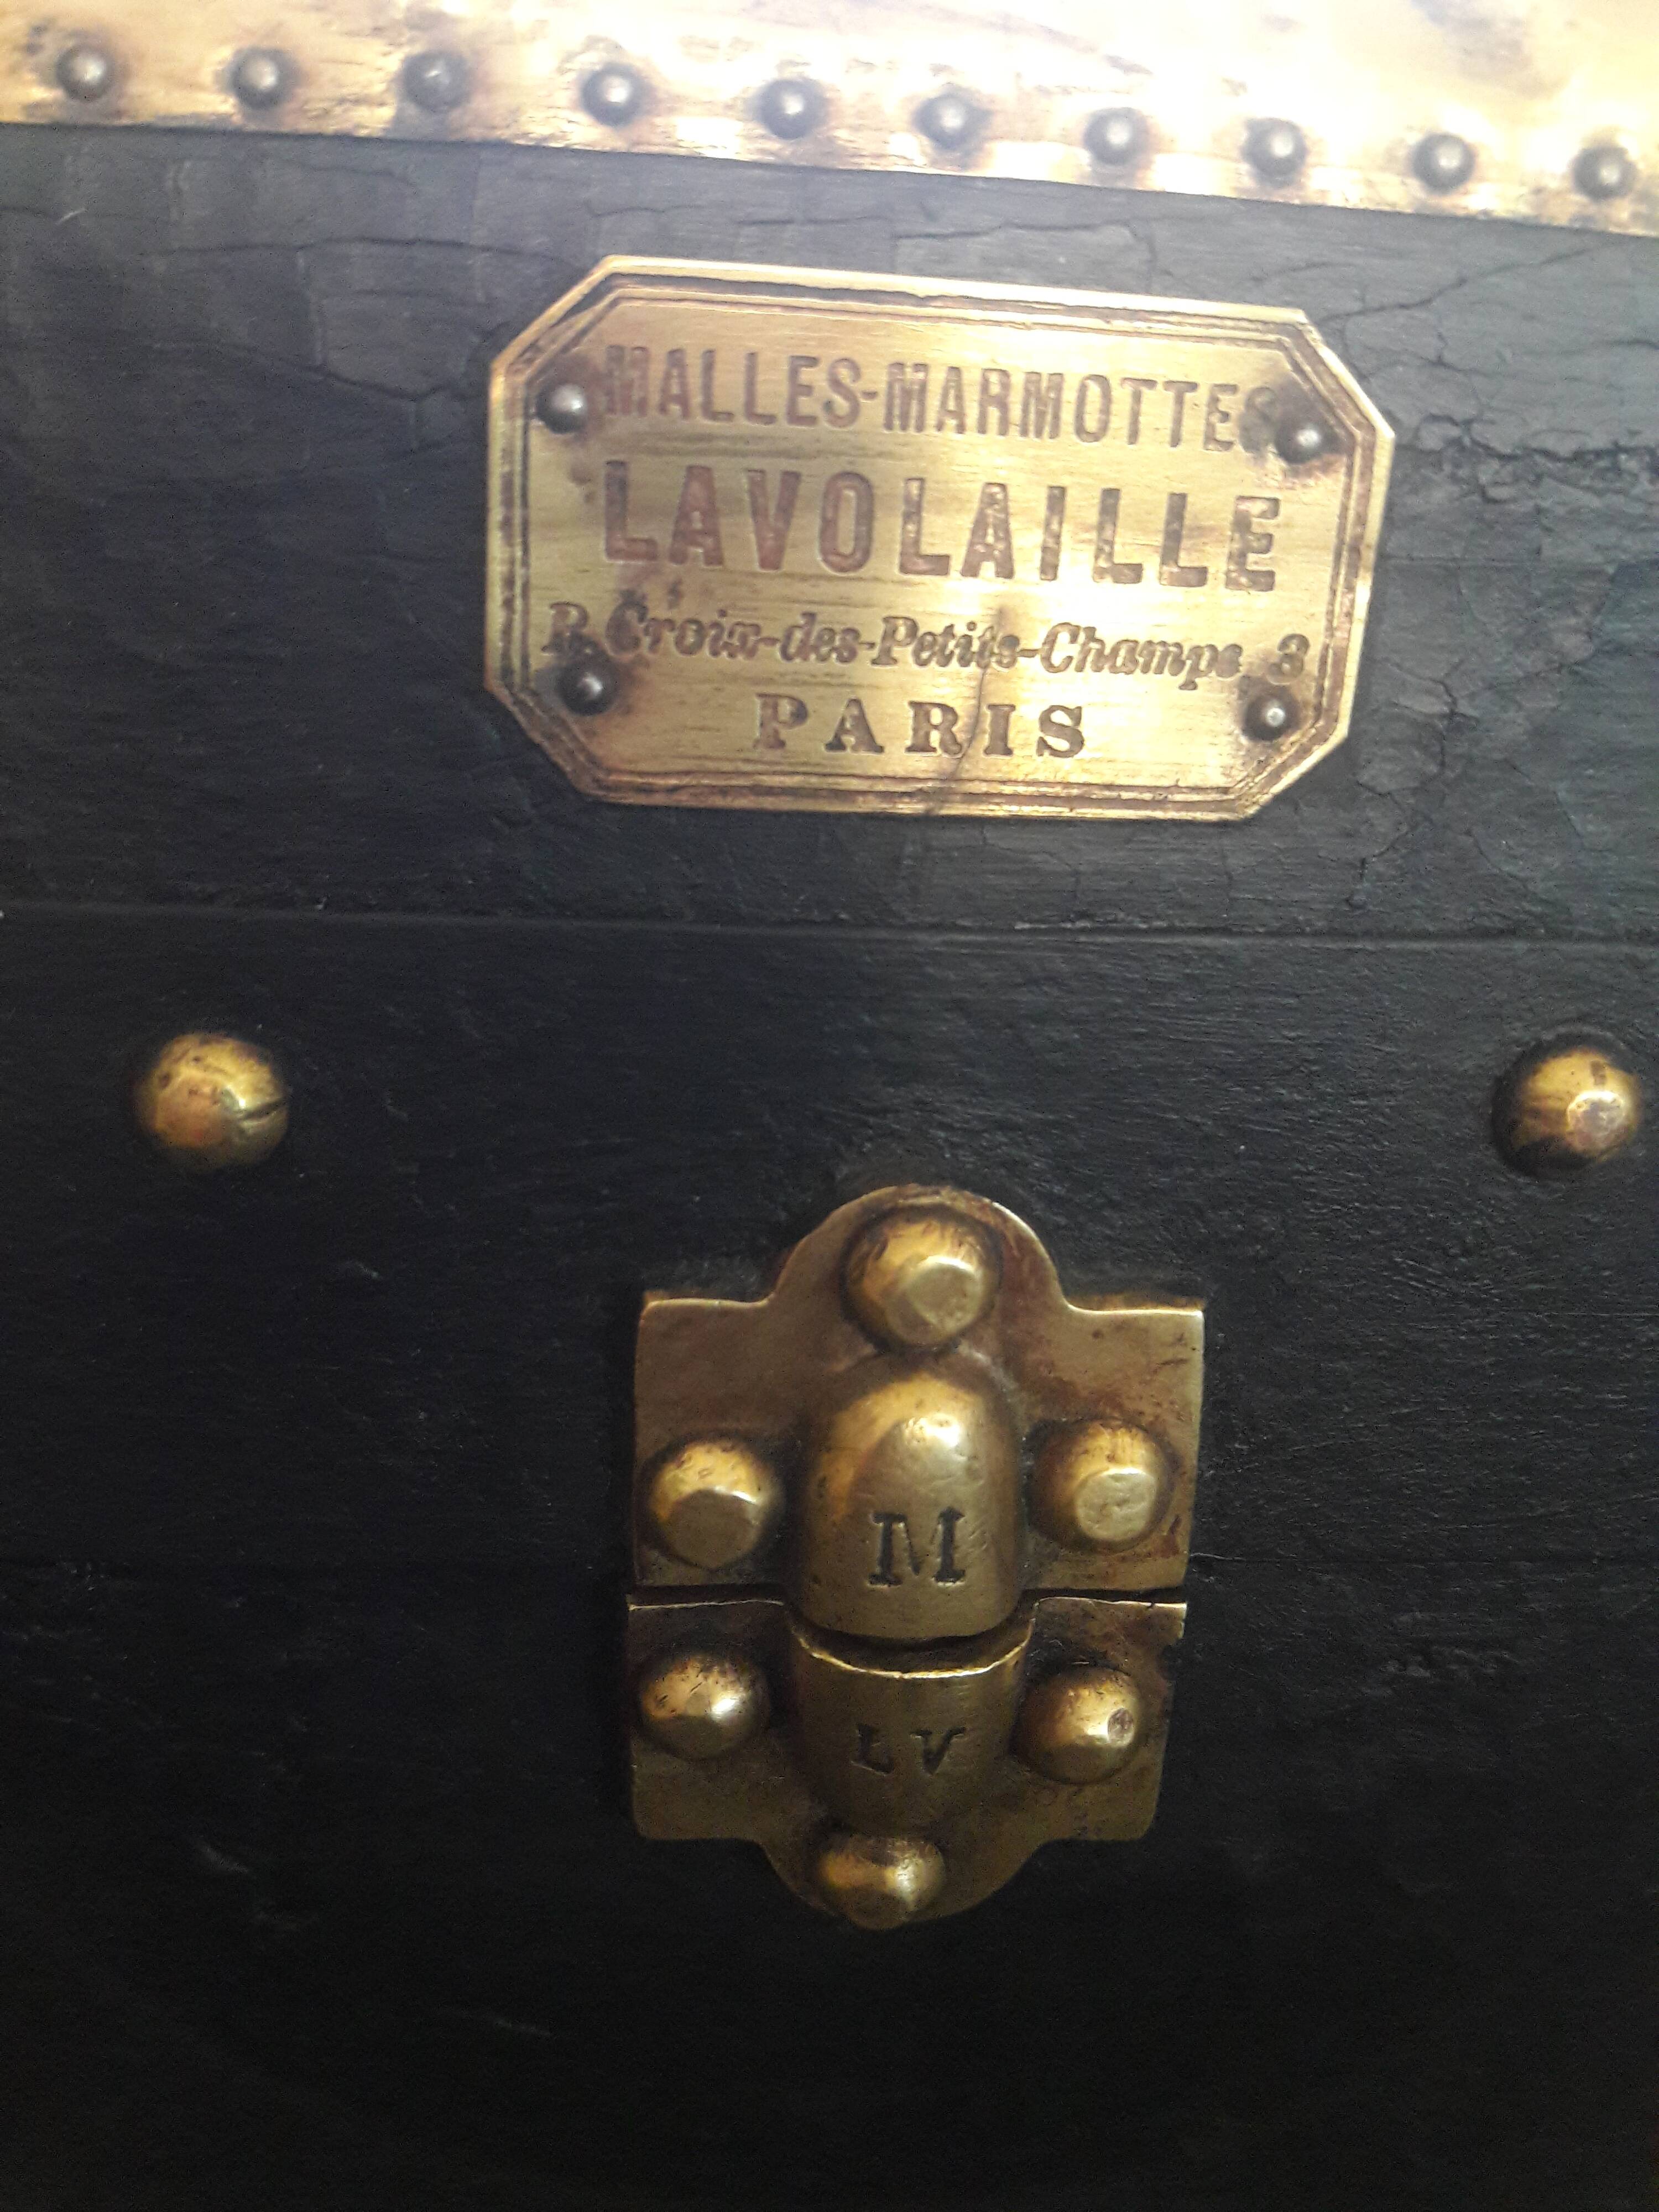 MALLES-MARMOTTES
LAVOLAILLE
R. Croix-des-Petits-Champs, 3
PARIS
M
LV